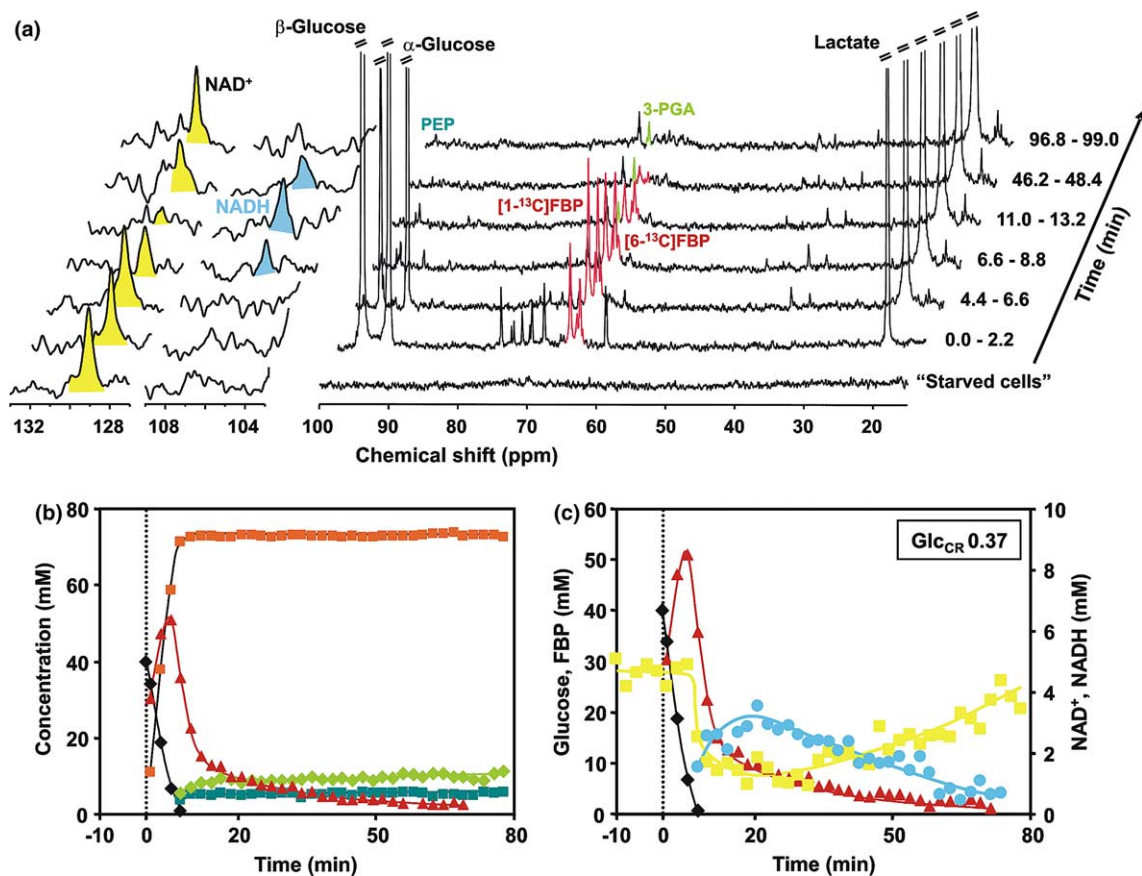 (a)
β-Glucose
α-Glucose
Lactate
NAD+
PEP
3-PGA
96.8 - 99.0
46.2 - 48.4
NADH
[1-13C]FBP
11.0 - 13.2
[6-13C]FBP
6.6 - 8.8
4.4 - 6.6
0.0 - 2.2
Time (min)
“Starved cells”
132 128 108 104 100 90 80 70 60 50 40 30 20
Chemical shift (ppm)
(b)
80
60
40
20
0
Concentration (mM)
-10 0 20 50 80
Time (min)
(c)
GlcCR 0.37
60
50
40
30
20
10
0
Glucose, FBP (mM)
10
8
6
4
2
0
NAD+, NADH (mM)
-10 0 20 50 80
Time (min)